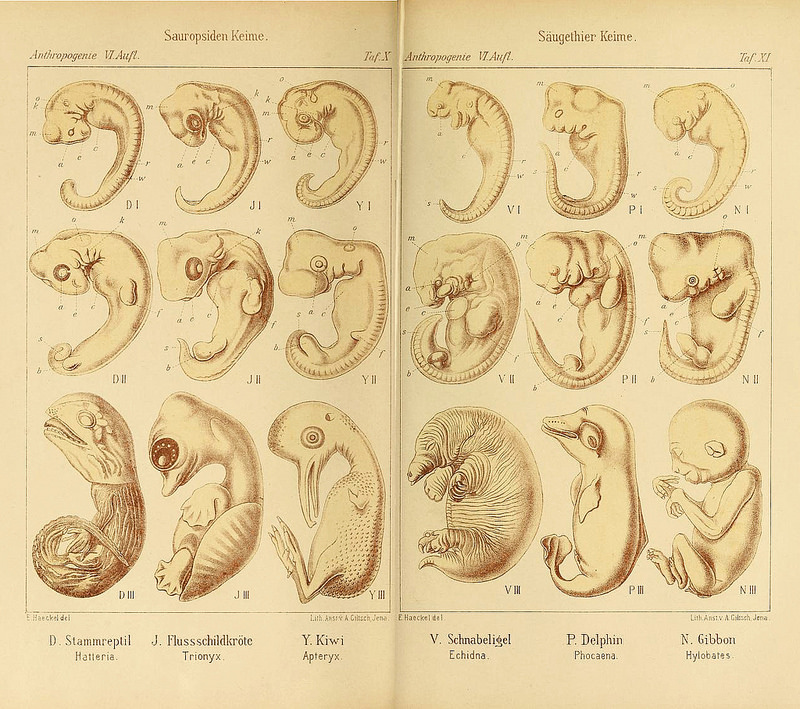 Sauropsiden Keime.
Anthropogenie VI. Aufl.
Taf. X
D I
J I
Y I
D II
J II
Y II
D III
J III
Y III
E. Haeckel del.
Lith. Anst. v. A. Giltsch, Jena.
D. Stammreptil
Hatteria.
J. Flussschildkröte
Trionyx.
Y. Kiwi
Apteryx.
Säugethier Keime.
Anthropogenie VI. Aufl.
Taf. XI
V I
P I
N I
V II
P II
N II
V III
P III
N III
E. Haeckel del.
Lith. Anst. v. A. Giltsch, Jena.
V. Schnabeligel
Echidna.
P. Delphin
Phocaena.
N. Gibbon
Hylobates.